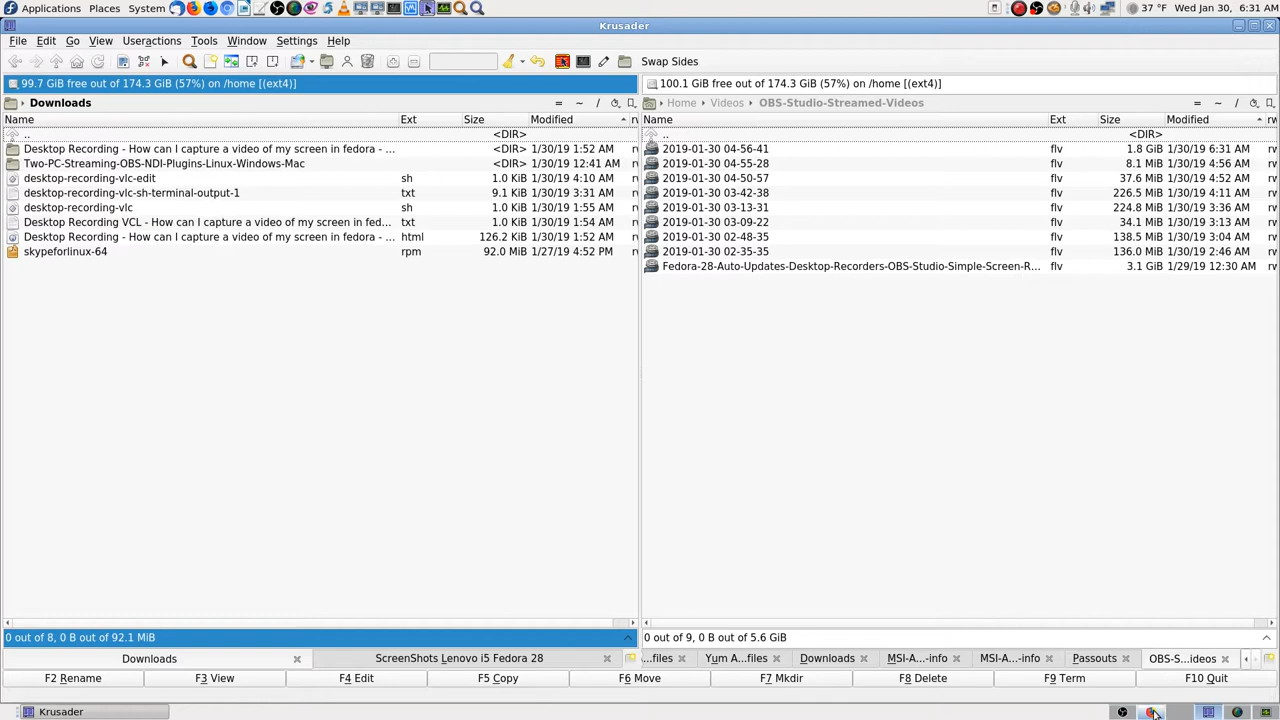 Applications Places System 37 °F Wed Jan 30, 6:31 AM
Krusader
File Edit Go View Useractions Tools Window Settings Help
Swap Sides
99.7 GiB free out of 174.3 GiB (57%) on /home [(ext4)] 100.1 GiB free out of 174.3 GiB (57%) on /home [(ext4)]
Downloads = ~ / Home Videos OBS-Studio-Streamed-Videos = ~ /
Name Ext Size Modified Name Ext Size Modified
.. <DIR> .. <DIR>
Desktop Recording - How can I capture a video of my screen in fedora - ... <DIR> 1/30/19 1:52 AM 2019-01-30 04-56-41 flv 1.8 GiB 1/30/19 6:31 AM
Two-PC-Streaming-OBS-NDI-Plugins-Linux-Windows-Mac <DIR> 1/30/19 12:41 AM 2019-01-30 04-55-28 flv 8.1 MiB 1/30/19 4:56 AM
desktop-recording-vlc-edit sh 1.0 KiB 1/30/19 4:10 AM 2019-01-30 04-50-57 flv 37.6 MiB 1/30/19 4:52 AM
desktop-recording-vlc-sh-terminal-output-1 txt 9.1 KiB 1/30/19 3:31 AM 2019-01-30 03-42-38 flv 226.5 MiB 1/30/19 4:11 AM
desktop-recording-vlc sh 1.0 KiB 1/30/19 1:55 AM 2019-01-30 03-13-31 flv 224.8 MiB 1/30/19 3:36 AM
Desktop Recording VCL - How can I capture a video of my screen in fed... txt 1.0 KiB 1/30/19 1:54 AM 2019-01-30 03-09-22 flv 34.1 MiB 1/30/19 3:13 AM
Desktop Recording - How can I capture a video of my screen in fedora - ... html 126.2 KiB 1/30/19 1:52 AM 2019-01-30 02-48-35 flv 138.5 MiB 1/30/19 3:04 AM
skypeforlinux-64 rpm 92.0 MiB 1/27/19 4:52 PM 2019-01-30 02-35-35 flv 136.0 MiB 1/30/19 2:46 AM
Fedora-28-Auto-Updates-Desktop-Recorders-OBS-Studio-Simple-Screen-R... flv 3.1 GiB 1/29/19 12:30 AM
0 out of 8, 0 B out of 92.1 MiB 0 out of 9, 0 B out of 5.6 GiB
Downloads ScreenShots Lenovo i5 Fedora 28 ...files Yum A...files Downloads MSI-A...-info MSI-A...-info Passouts OBS-S...ideos
F2 Rename F3 View F4 Edit F5 Copy F6 Move F7 Mkdir F8 Delete F9 Term F10 Quit
Krusader